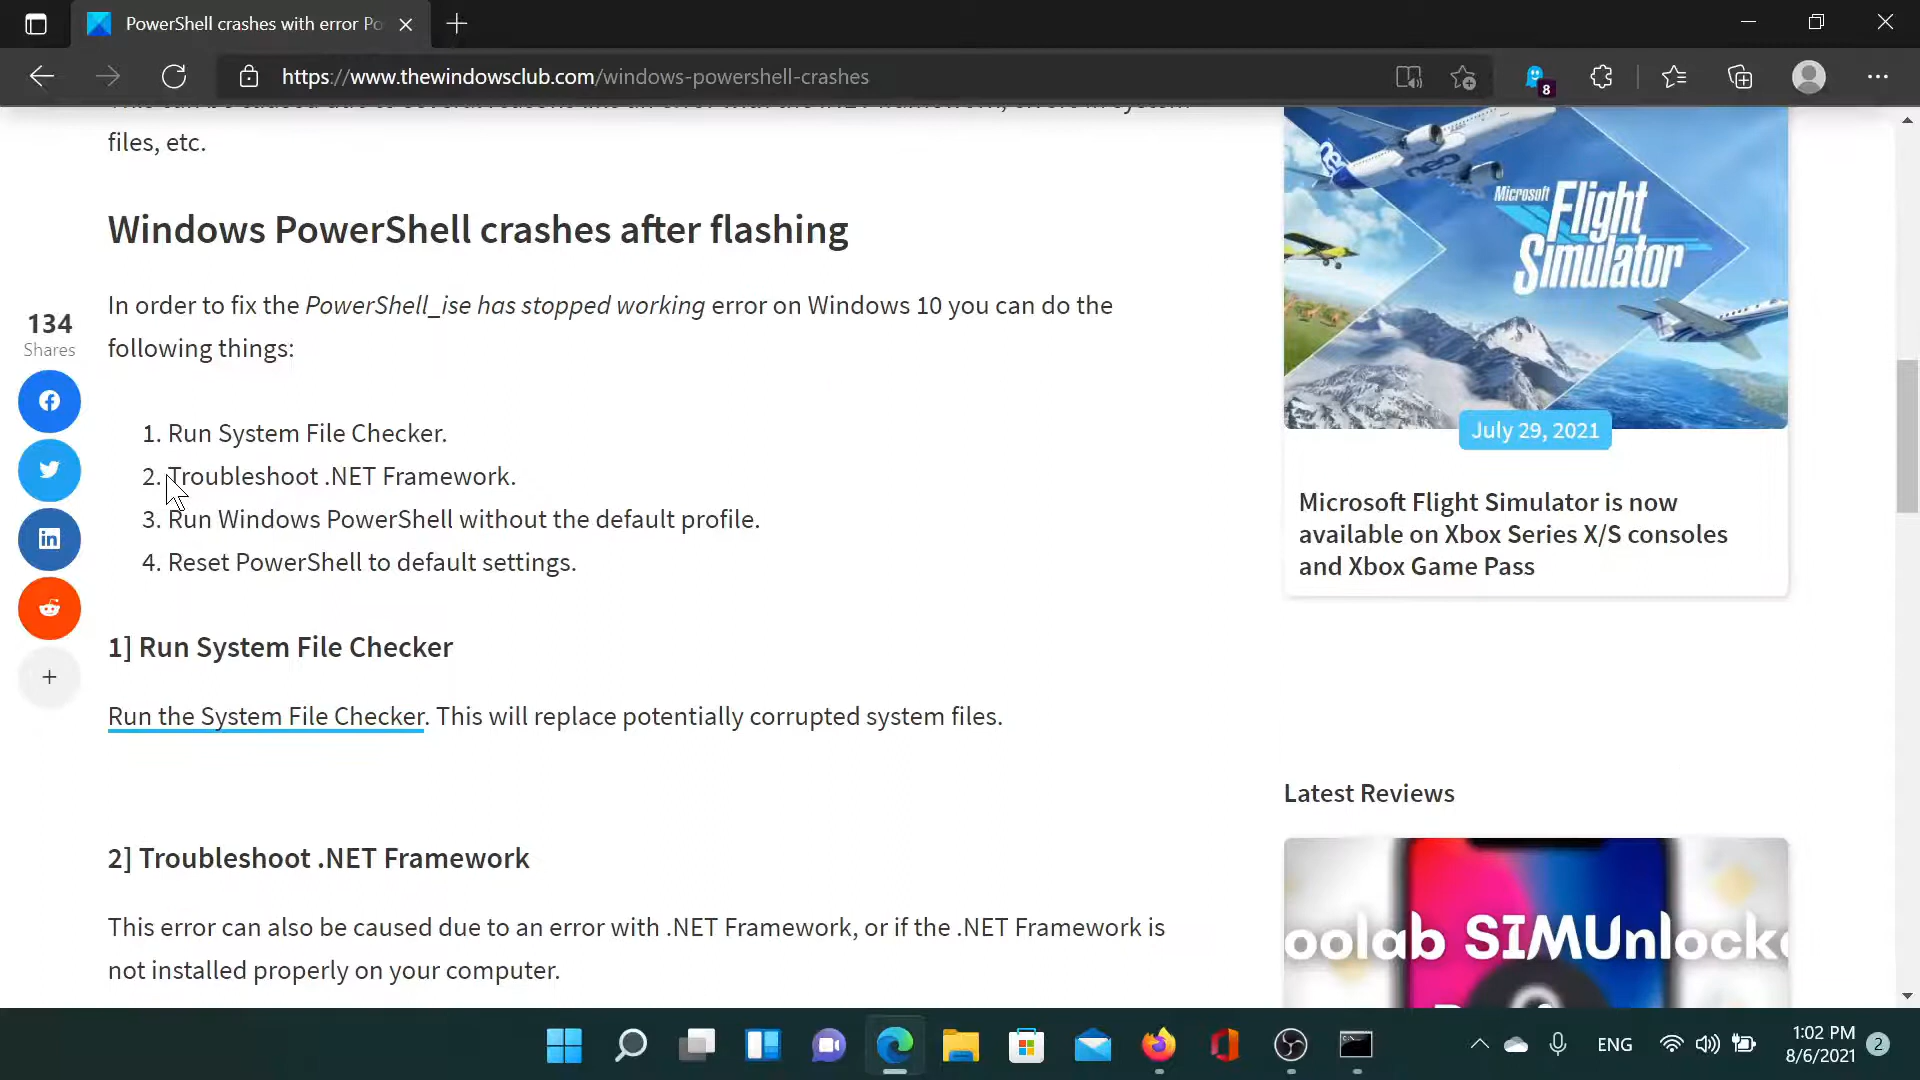 PowerShell crashes with error Po
https://www.thewindowsclub.com/windows-powershell-crashes
8
files, etc.
Windows PowerShell crashes after flashing
In order to fix the PowerShell_ise has stopped working error on Windows 10 you can do the
following things:
134
Shares
1. Run System File Checker.
2. Troubleshoot .NET Framework.
3. Run Windows PowerShell without the default profile.
4. Reset PowerShell to default settings.
1] Run System File Checker
Run the System File Checker. This will replace potentially corrupted system files.
2] Troubleshoot .NET Framework
This error can also be caused due to an error with .NET Framework, or if the .NET Framework is
not installed properly on your computer.
Microsoft
Flight
Simulator
July 29, 2021
Microsoft Flight Simulator is now
available on Xbox Series X/S consoles
and Xbox Game Pass
Latest Reviews
oolab SIMUnlock
ENG
1:02 PM
8/6/2021
2